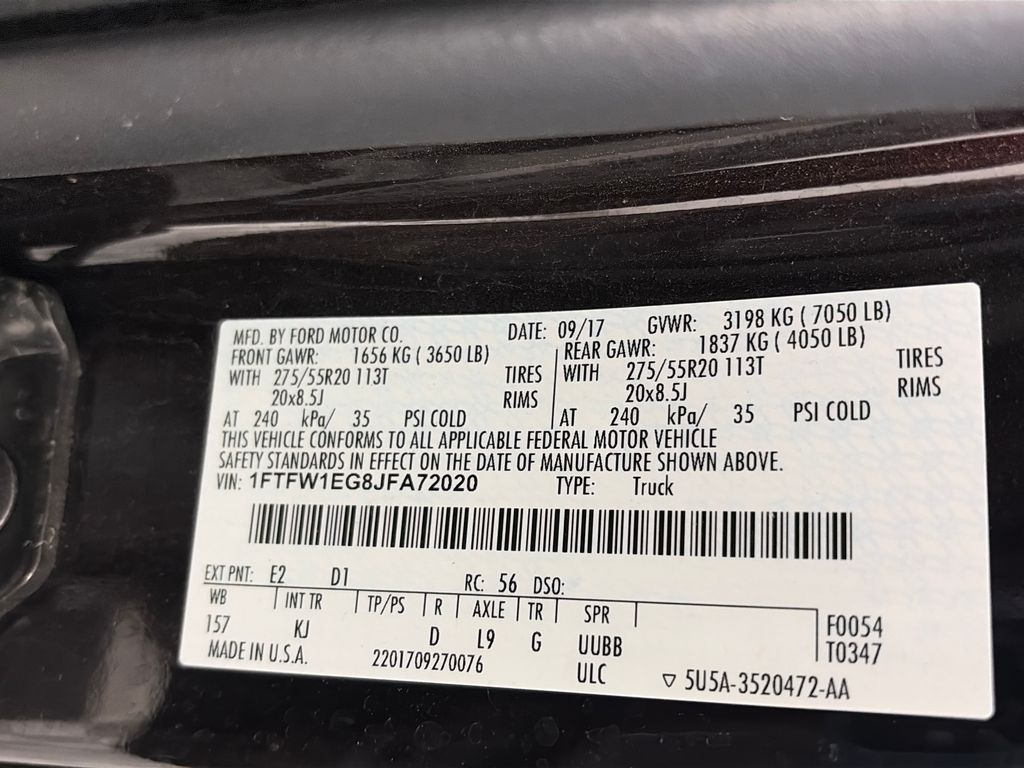 MFD. BY FORD MOTOR CO. DATE: 09/17 GVWR: 3198 KG ( 7050 LB)
FRONT GAWR: 1656 KG ( 3650 LB) REAR GAWR: 1837 KG ( 4050 LB)
WITH 275/55R20 113T TIRES WITH 275/55R20 113T TIRES
20x8.5J RIMS 20x8.5J RIMS
AT 240 kPa/ 35 PSI COLD AT 240 kPa/ 35 PSI COLD
THIS VEHICLE CONFORMS TO ALL APPLICABLE FEDERAL MOTOR VEHICLE
SAFETY STANDARDS IN EFFECT ON THE DATE OF MANUFACTURE SHOWN ABOVE.
VIN: 1FTFW1EG8JFA72020 TYPE: Truck
EXT PNT: E2 D1 RC: 56 DSO:
WB INT TR TP/PS R AXLE TR SPR F0054
157 KJ D L9 G UUBB T0347
MADE IN U.S.A. 2201709270076 ULC ▽ 5U5A-3520472-AA